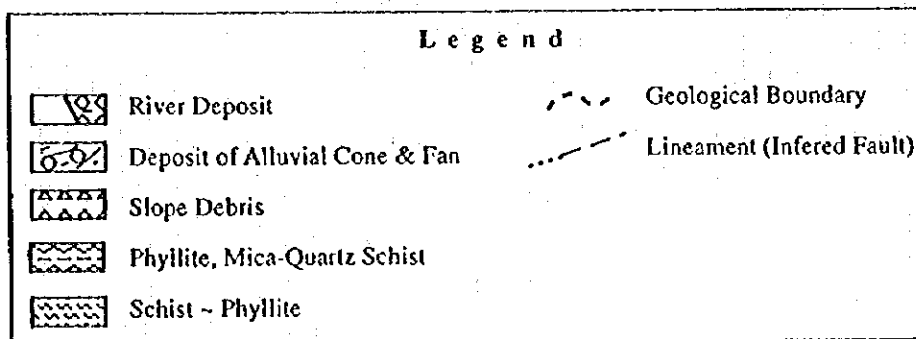 Legend
River Deposit
Deposit of Alluvial Cone & Fan
Slope Debris
Phyllite, Mica-Quartz Schist
Schist ~ Phyllite
Geological Boundary
Lineament (Infered Fault)